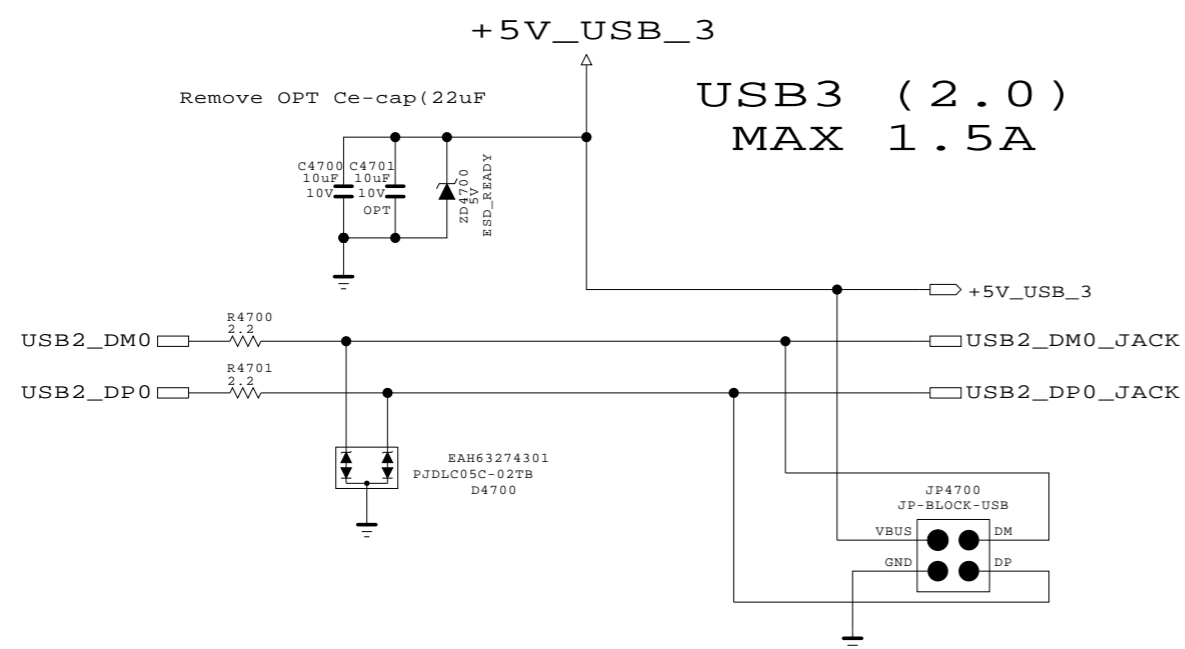 +5V_USB_3
Remove OPT Ce-cap(22uF
USB3 (2.0)
MAX 1.5A
C4700
10uF
10V
C4701
10uF
10V
OPT
ZD4700
5V
ESD_READY
+5V_USB_3
R4700
2.2
USB2_DM0
USB2_DM0_JACK
R4701
2.2
USB2_DP0
USB2_DP0_JACK
EAH63274301
PJDLC05C-02TB
D4700
JP4700
JP-BLOCK-USB
VBUS
DM
GND
DP